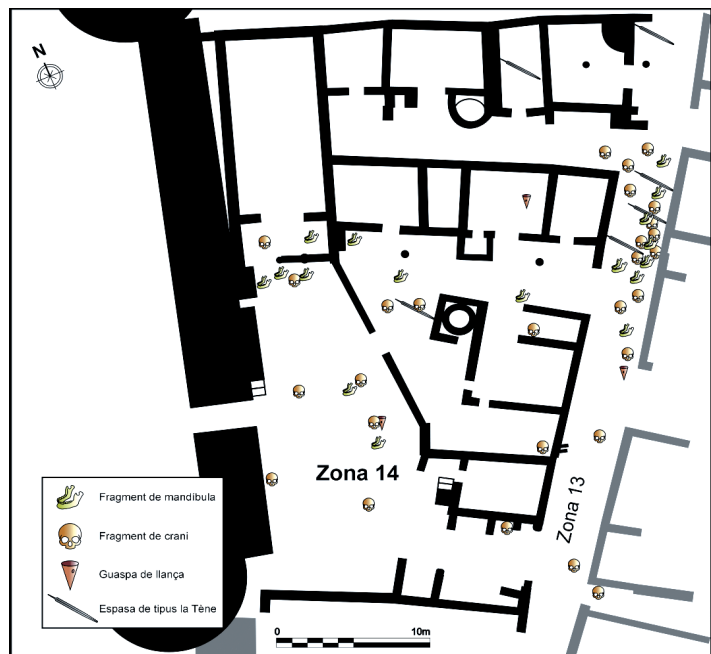 N
Zona 14
Zona 13
Fragment de mandíbula
Fragment de crani
Guaspa de llança
Espasa de tipus la Tène
0 10m